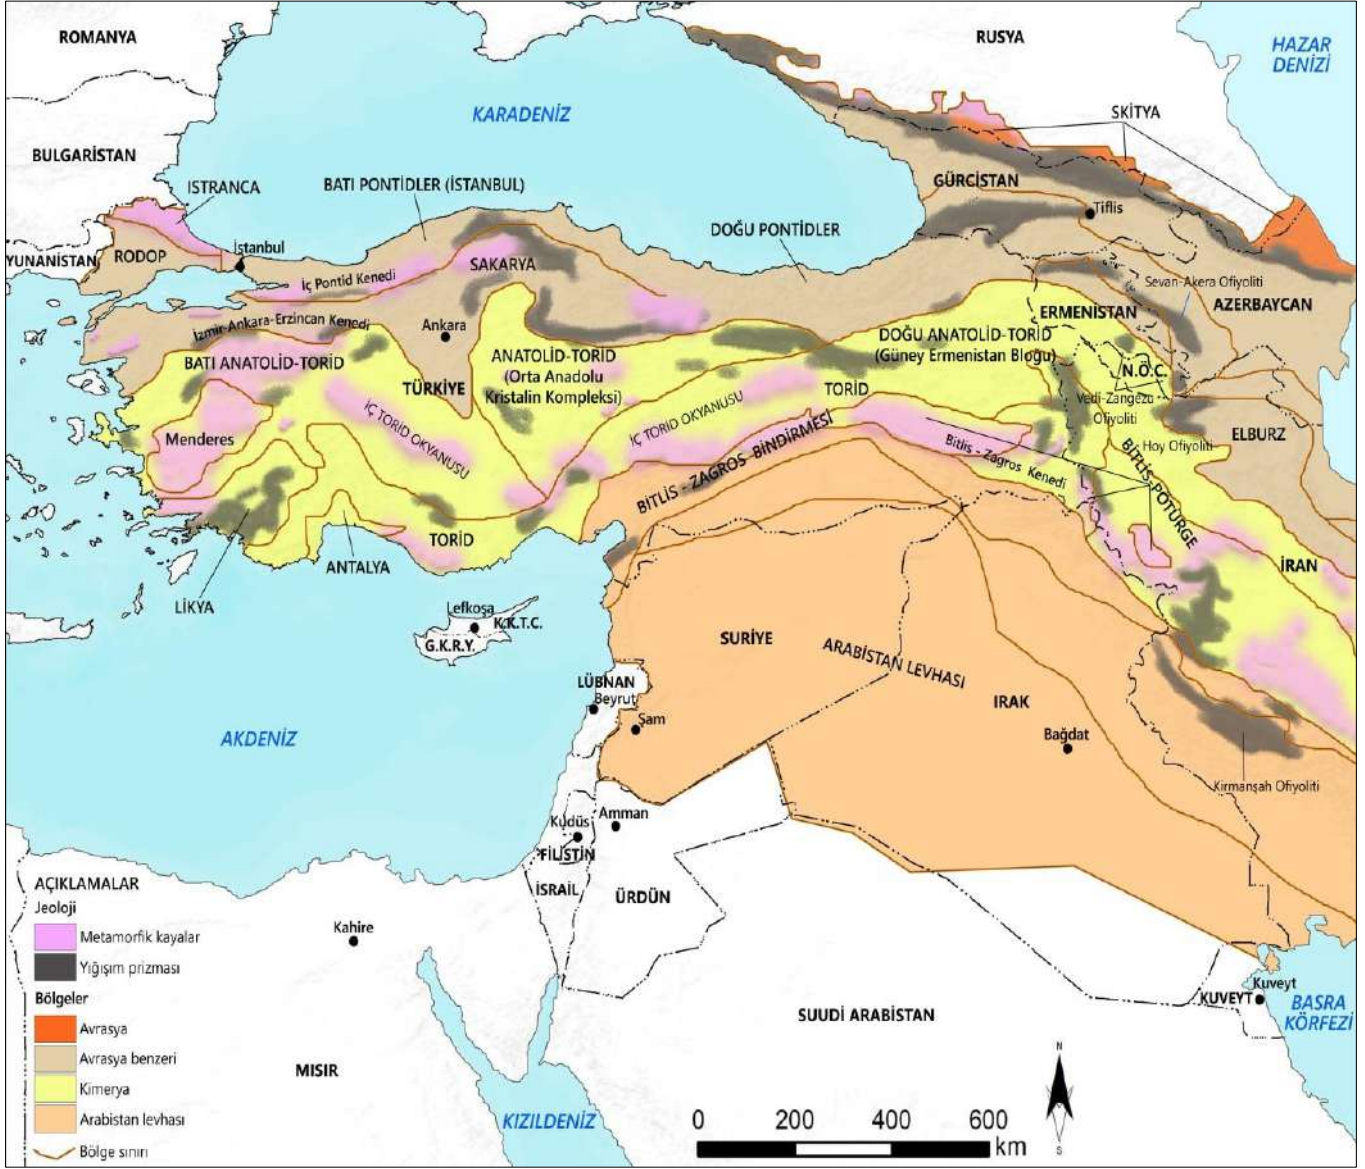 ROMANYA
RUSYA
HAZAR
DENİZİ
KARADENİZ
SKİTYA
BULGARİSTAN
ISTRANCA
BATI PONTİDLER (İSTANBUL)
GÜRCİSTAN
Tiflis
DOĞU PONTİDLER
YUNANİSTAN
RODOP
İstanbul
SAKARYA
İç Pontid Kenedi
Sevan-Akera Ofiyoliti
AZERBAYCAN
ERMENİSTAN
İzmir-Ankara-Erzincan Kenedi
Ankara
DOĞU ANATOLİD-TORİD
(Güney Ermenistan Bloğu)
BATI ANATOLİD-TORİD
ANATOLİD-TORİD
(Orta Anadolu
Kristalin Kompleksi)
TÜRKİYE
N.Ö.C.
TORİD
Vedi-Zangezu
Ofiyoliti
İÇ TORİD OKYANUSU
İÇ TORİD OKYANUSU
Menderes
BİTLİS - ZAGROS BİNDİRMESİ
Bitlis - Zagros Kenedi
Hoy Ofiyoliti
ELBURZ
BİTLİS-POTÜRGE
TORİD
ANTALYA
İRAN
LİKYA
Lefkoşa
K.K.T.C.
G.K.R.Y.
SURİYE
ARABİSTAN LEVHASI
IRAK
LÜBNAN
Beyrut
Şam
Bağdat
AKDENİZ
Kirmanşah Ofiyoliti
Amman
Kudüs
FİLİSTİN
İSRAİL
ÜRDÜN
AÇIKLAMALAR
Jeoloji
Metamorfik kayalar
Yığışım prizması
Bölgeler
Avrasya
Avrasya benzeri
Kimerya
Arabistan levhası
Bölge sınırı
Kahire
MISIR
KIZILDENİZ
SUUDİ ARABİSTAN
Kuveyt
KUVEYT
BASRA
KÖRFEZİ
N
S
0 200 400 600
km